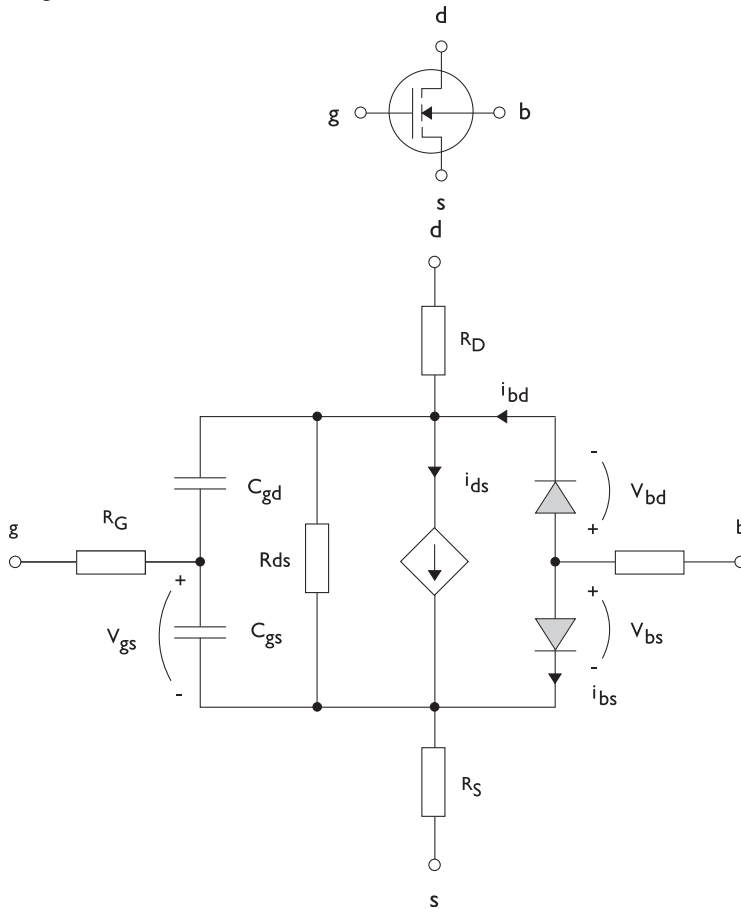 d
g
b
s
d
R_D
i_bd
-
C_gd
i_ds
V_bd
R_G
+
g
Rds
+
+
V_gs
C_gs
V_bs
-
-
i_bs
R_S
s